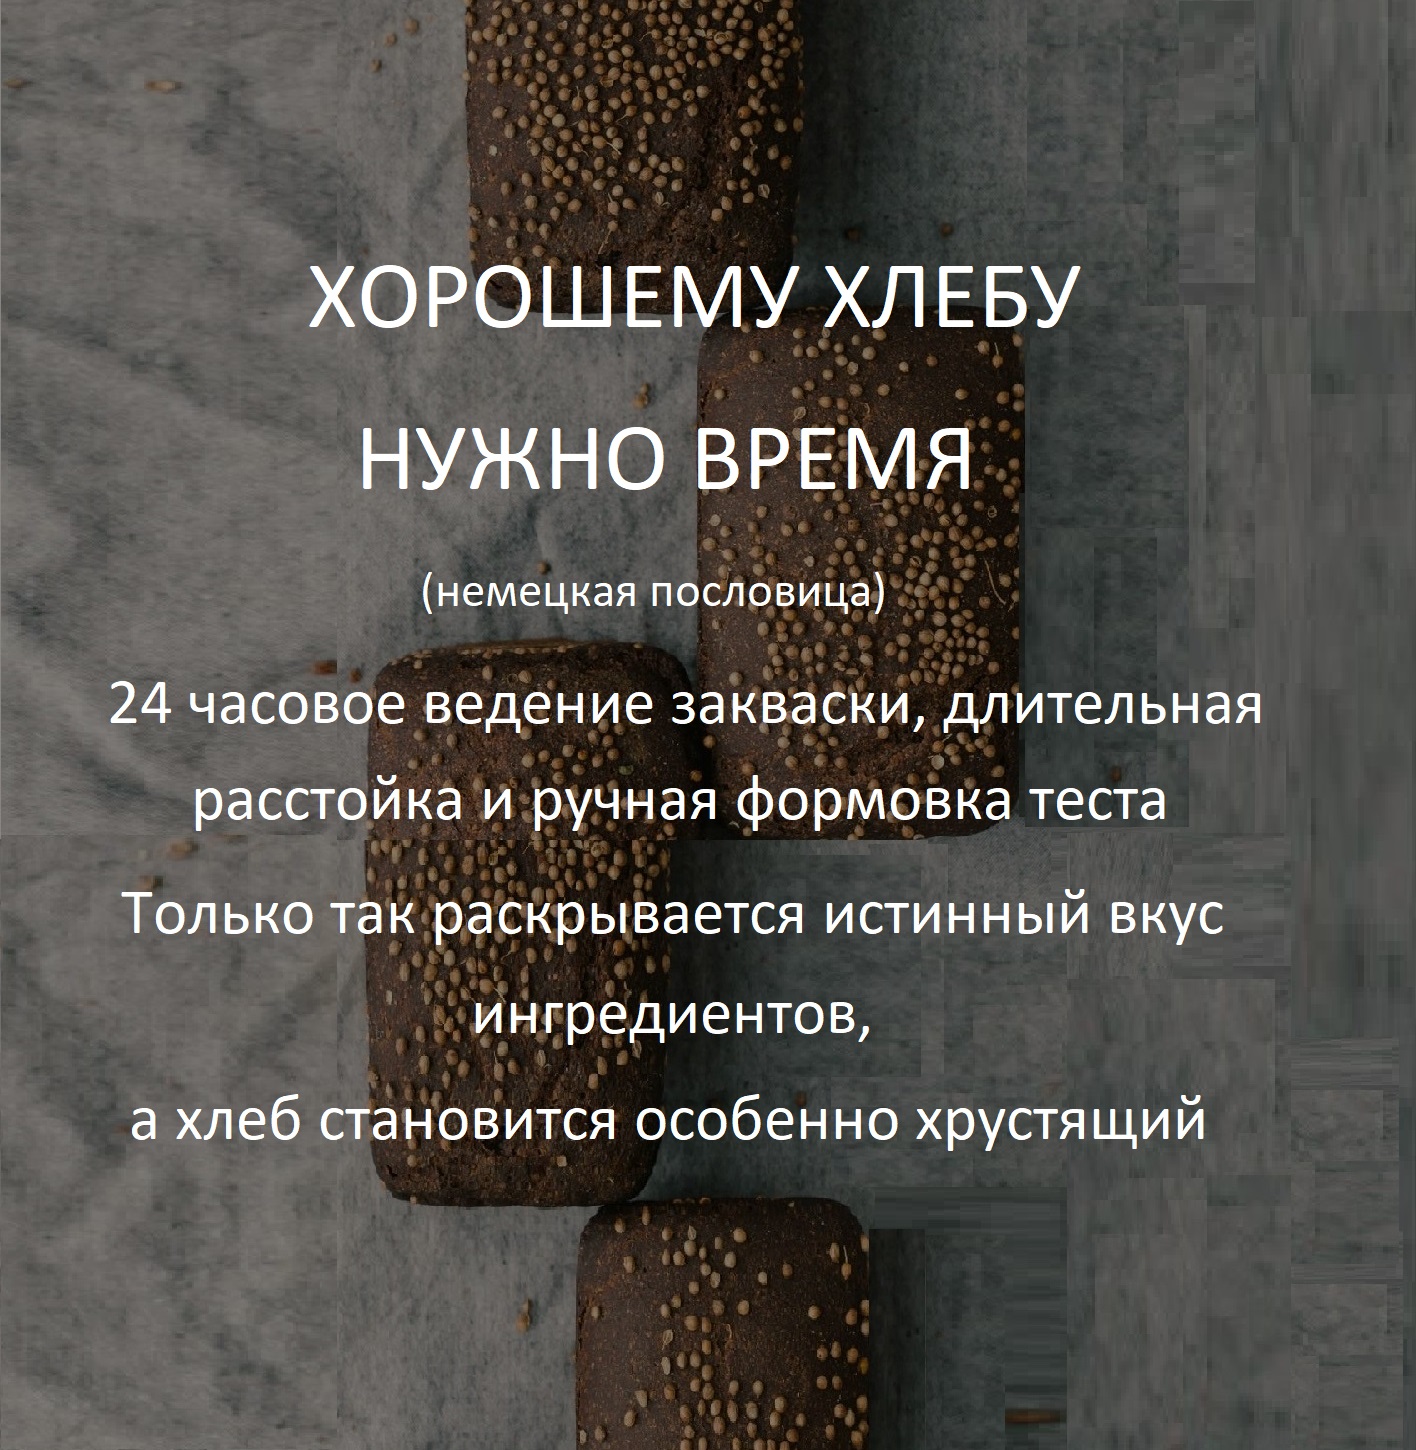 ХОРОШЕМУ ХЛЕБУ
НУЖНО ВРЕМЯ
(немецкая пословица)
24 часовое ведение закваски, длительная
расстойка и ручная формовка теста
Только так раскрывается истинный вкус
ингредиентов,
а хлеб становится особенно хрустящий